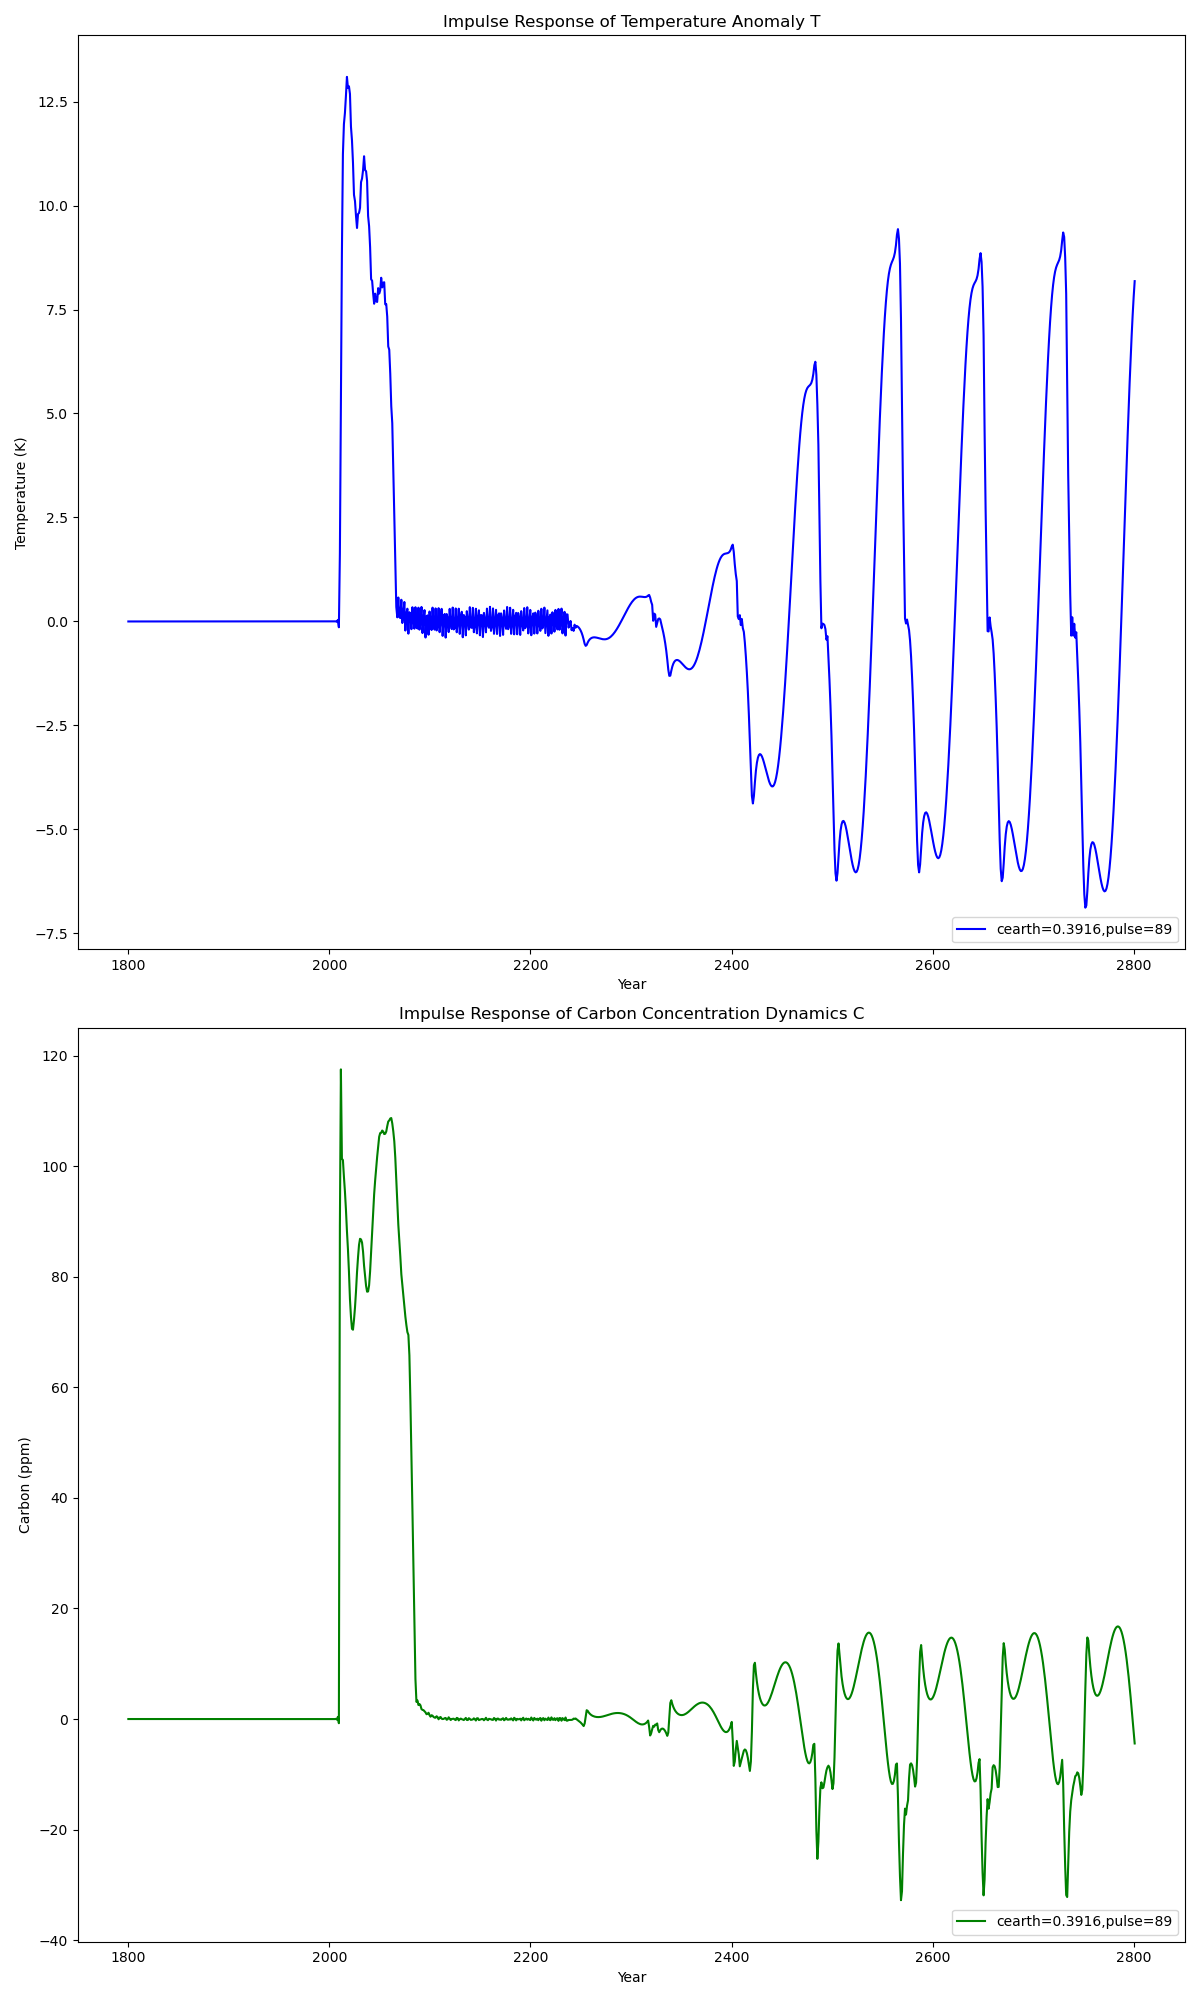 Impulse Response of Temperature Anomaly T
12.5
10.0
7.5
5.0
2.5
0.0
−2.5
−5.0
−7.5
Temperature (K)
cearth=0.3916,pulse=89
1800 2000 2200 2400 2600 2800
Year
Impulse Response of Carbon Concentration Dynamics C
120
100
80
60
40
20
0
−20
−40
Carbon (ppm)
cearth=0.3916,pulse=89
1800 2000 2200 2400 2600 2800
Year